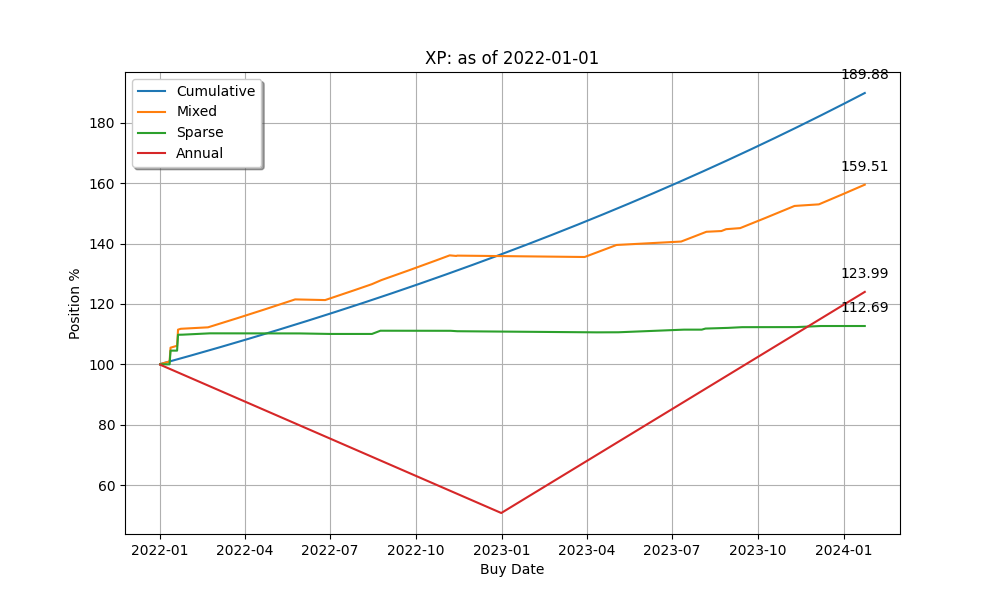 XP: as of 2022-01-01
Cumulative
Mixed
Sparse
Annual
189.88
159.51
123.99
112.69
Position %
180
160
140
120
100
80
60
2022-01 2022-04 2022-07 2022-10 2023-01 2023-04 2023-07 2023-10 2024-01
Buy Date